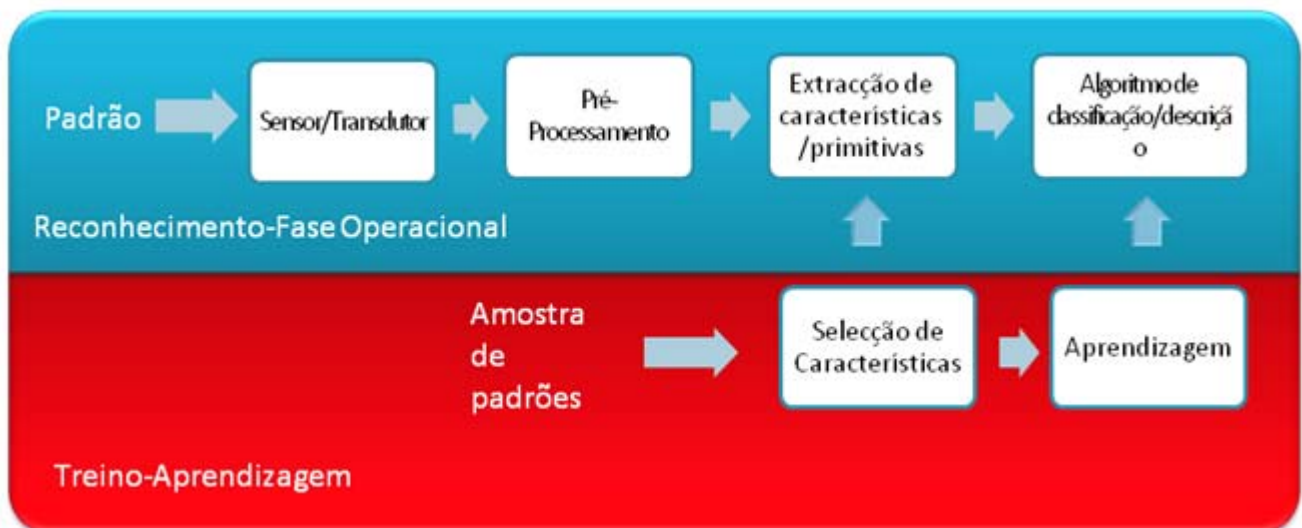 Padrão
Sensor/Transdutor
Pré-
Processamento
Extracção de
características
/primitivas
Algoritmo de
classificação/descriçã
o
Reconhecimento-Fase Operacional
Amostra
de
padrões
Selecção de
Características
Aprendizagem
Treino-Aprendizagem